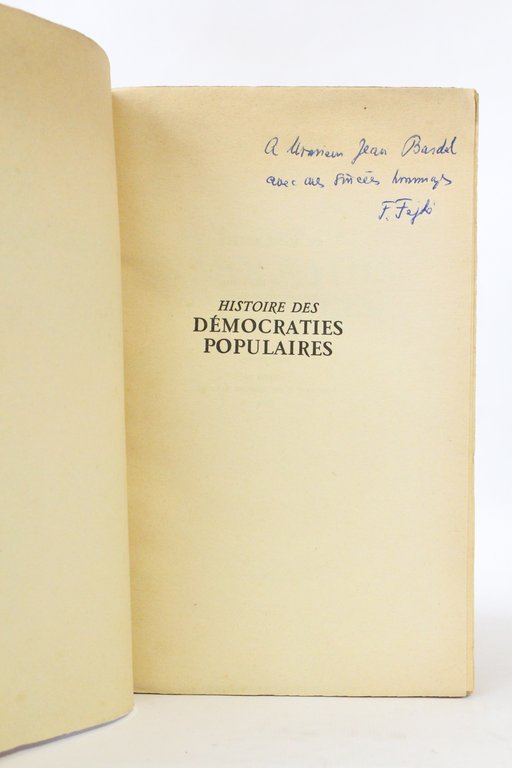 A Monsieur Jean Bardel
avec mes sincères hommages
F. Fejtö
HISTOIRE DES
DÉMOCRATIES
POPULAIRES